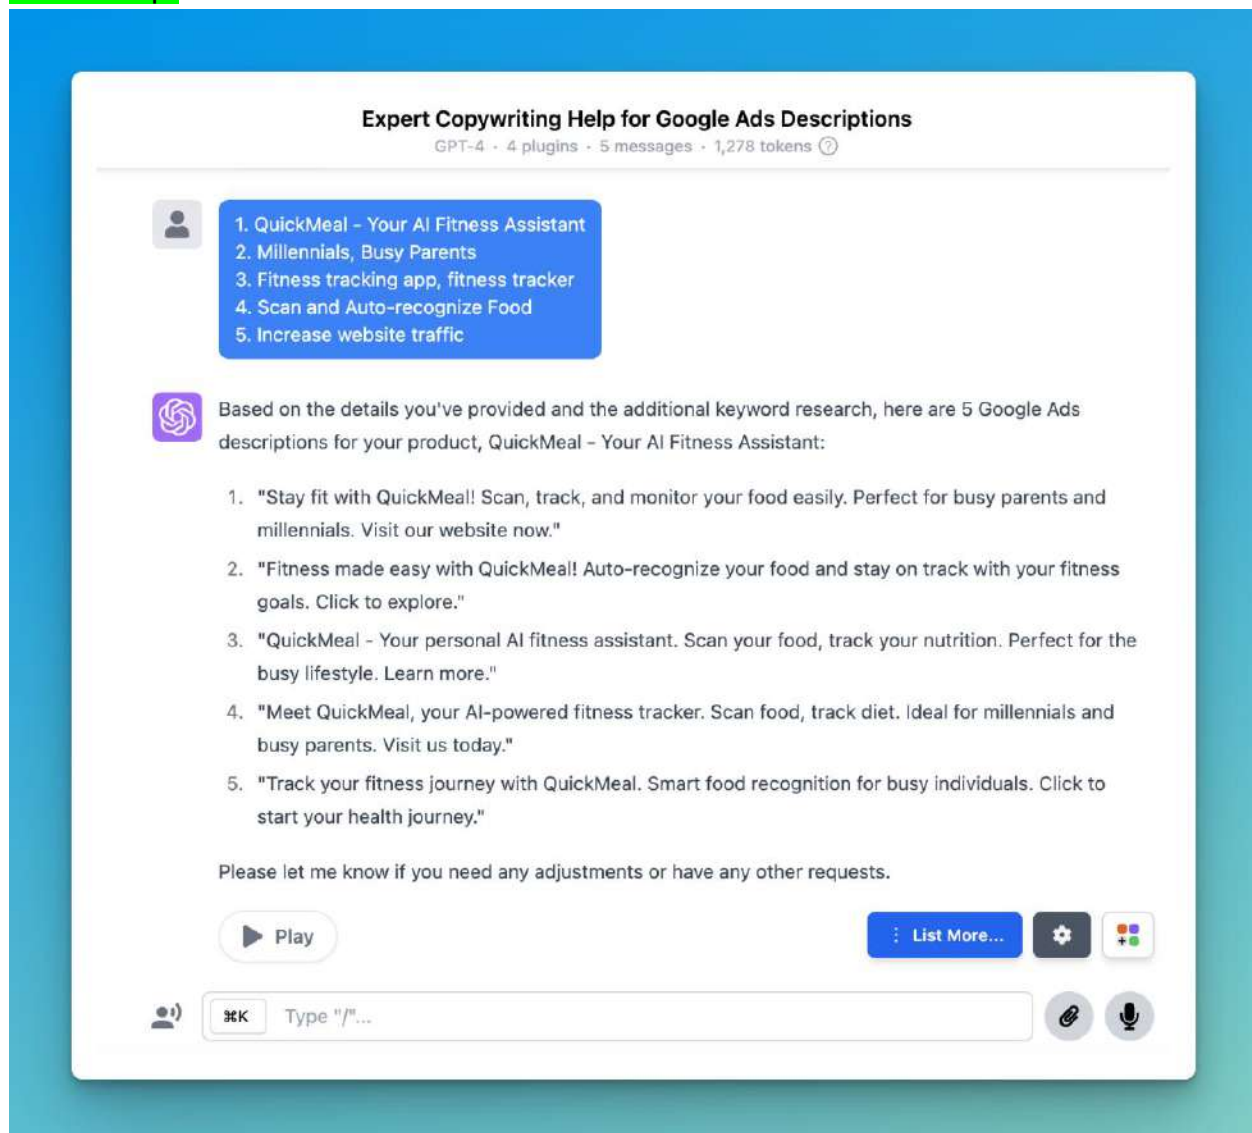 Expert Copywriting Help for Google Ads Descriptions
GPT-4 · 4 plugins · 5 messages · 1,278 tokens ?
1. QuickMeal - Your AI Fitness Assistant
2. Millennials, Busy Parents
3. Fitness tracking app, fitness tracker
4. Scan and Auto-recognize Food
5. Increase website traffic
Based on the details you've provided and the additional keyword research, here are 5 Google Ads
descriptions for your product, QuickMeal - Your AI Fitness Assistant:
1. "Stay fit with QuickMeal! Scan, track, and monitor your food easily. Perfect for busy parents and
millennials. Visit our website now."
2. "Fitness made easy with QuickMeal! Auto-recognize your food and stay on track with your fitness
goals. Click to explore."
3. "QuickMeal - Your personal AI fitness assistant. Scan your food, track your nutrition. Perfect for the
busy lifestyle. Learn more."
4. "Meet QuickMeal, your AI-powered fitness tracker. Scan food, track diet. Ideal for millennials and
busy parents. Visit us today."
5. "Track your fitness journey with QuickMeal. Smart food recognition for busy individuals. Click to
start your health journey."
Please let me know if you need any adjustments or have any other requests.
Play
List More...
⌘K Type "/"...